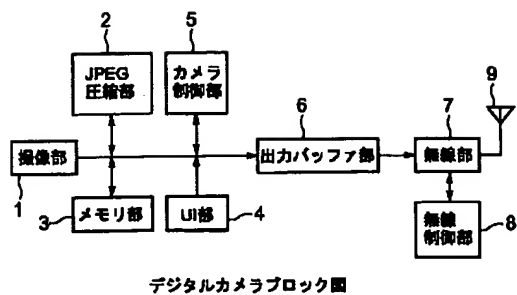 2
JPEG
圧縮部
5
カメラ
制御部
9
6
7
撮像部
出力バッファ部
無線部
1
3
メモリ部
UI部
4
無線
制御部
8
デジタルカメラブロック図